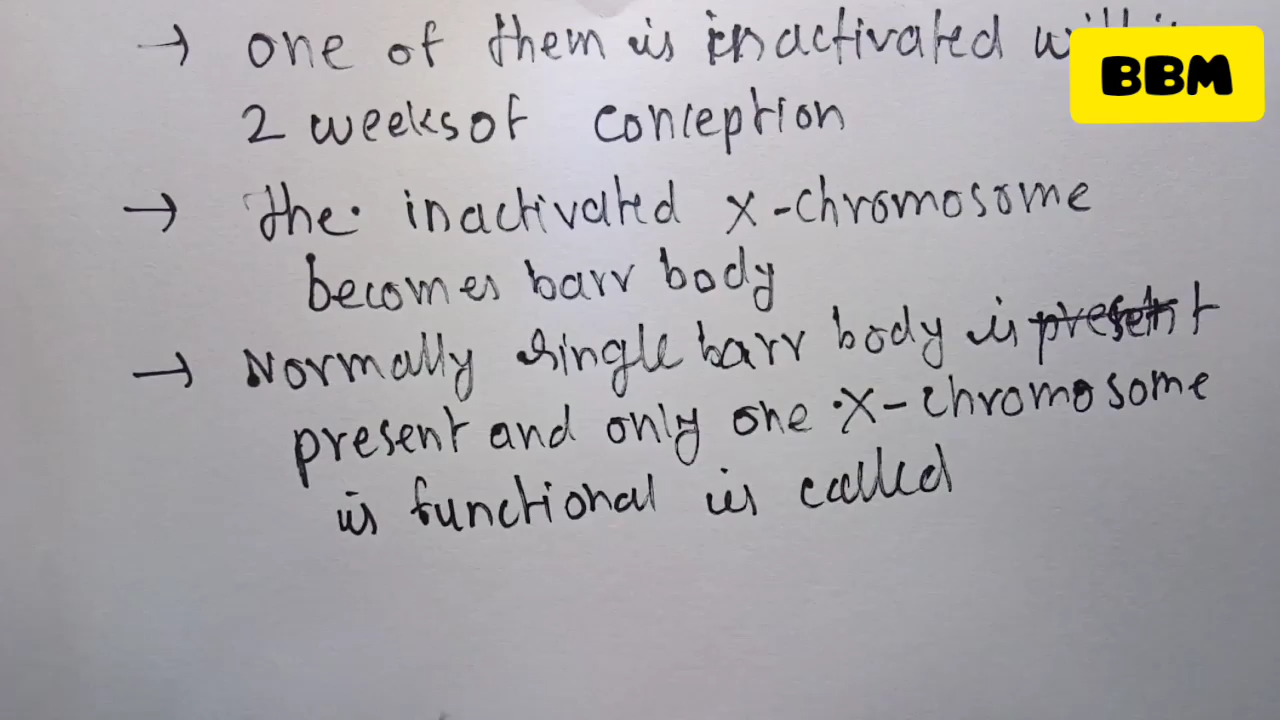 → one of them is inactivated within
BBM
2 weeks of conception
→ The inactivated X-chromosome
becomes barr body
→ Normally single barr body is present
present and only one X-chromosome
is functional is called